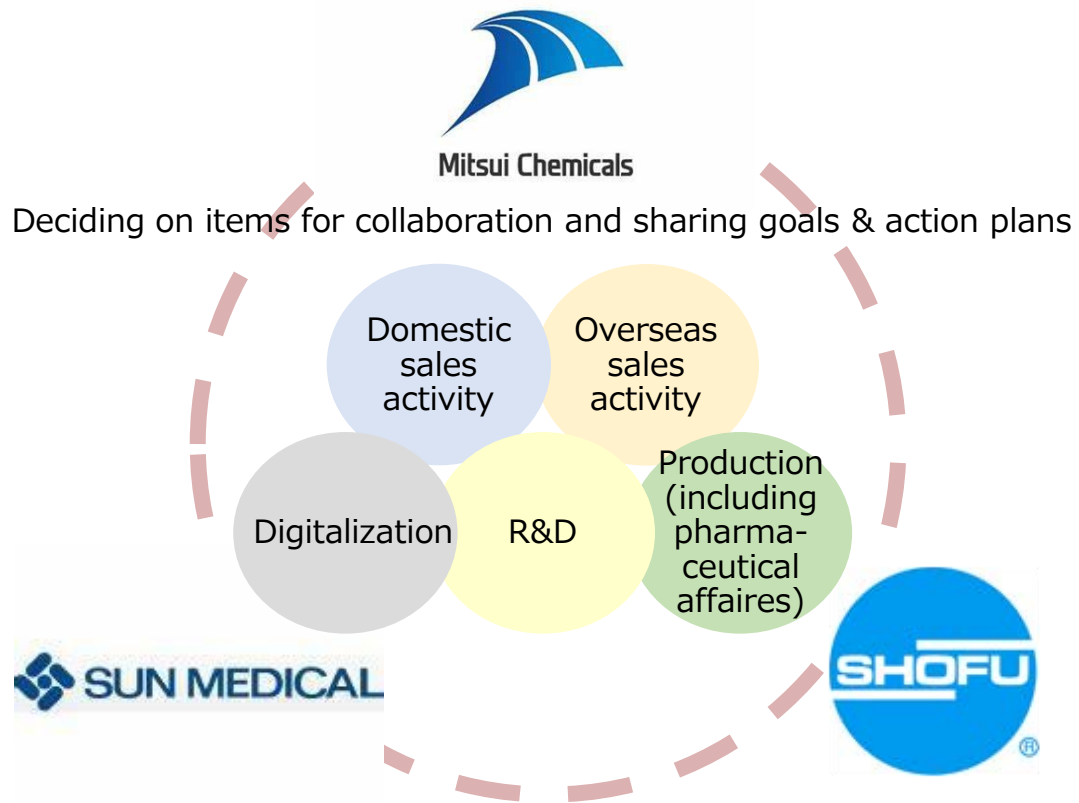 Mitsui Chemicals
Deciding on items for collaboration and sharing goals & action plans
Domestic
sales
activity
Overseas
sales
activity
Digitalization
R&D
Production
(including
pharma-
ceutical
affaires)
SUN MEDICAL
SHOFU
®